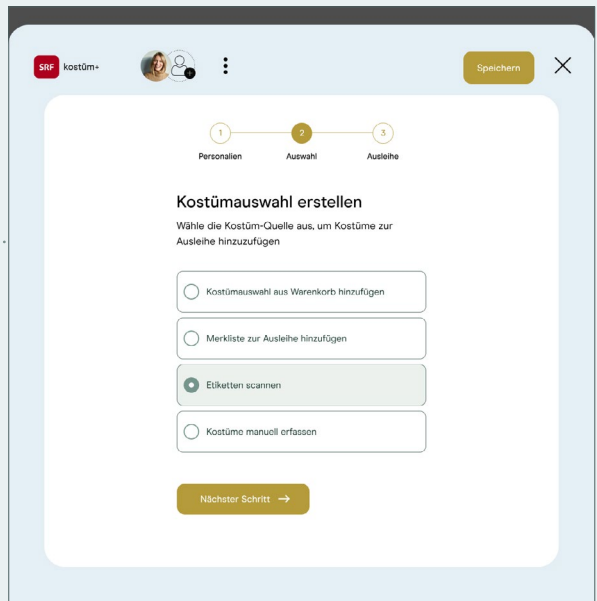 SRF kostüm+
Speichern
1 2 3
Personalien Auswahl Ausleihe
Kostümauswahl erstellen
Wähle die Kostüm-Quelle aus, um Kostüme zur
Ausleihe hinzuzufügen
Kostümauswahl aus Warenkorb hinzufügen
Merkliste zur Ausleihe hinzufügen
Etiketten scannen
Kostüme manuell erfassen
Nächster Schritt →